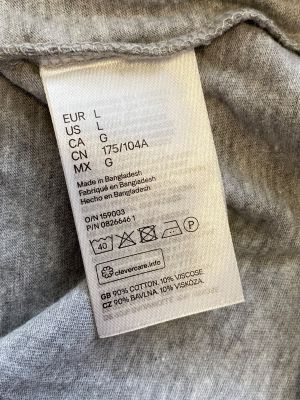 EUR L
US L
CA G
CN 175/104A
MX G
Made in Bangladesh
Fabriqué en Bangladesh
Hecho en Bangladesh
O/N 159003
P/N 0826646 1
40
P
clevercare.info
GB 90% COTTON, 10% VISCOSE
CZ 90% BAVLNA, 10% VISKÓZA